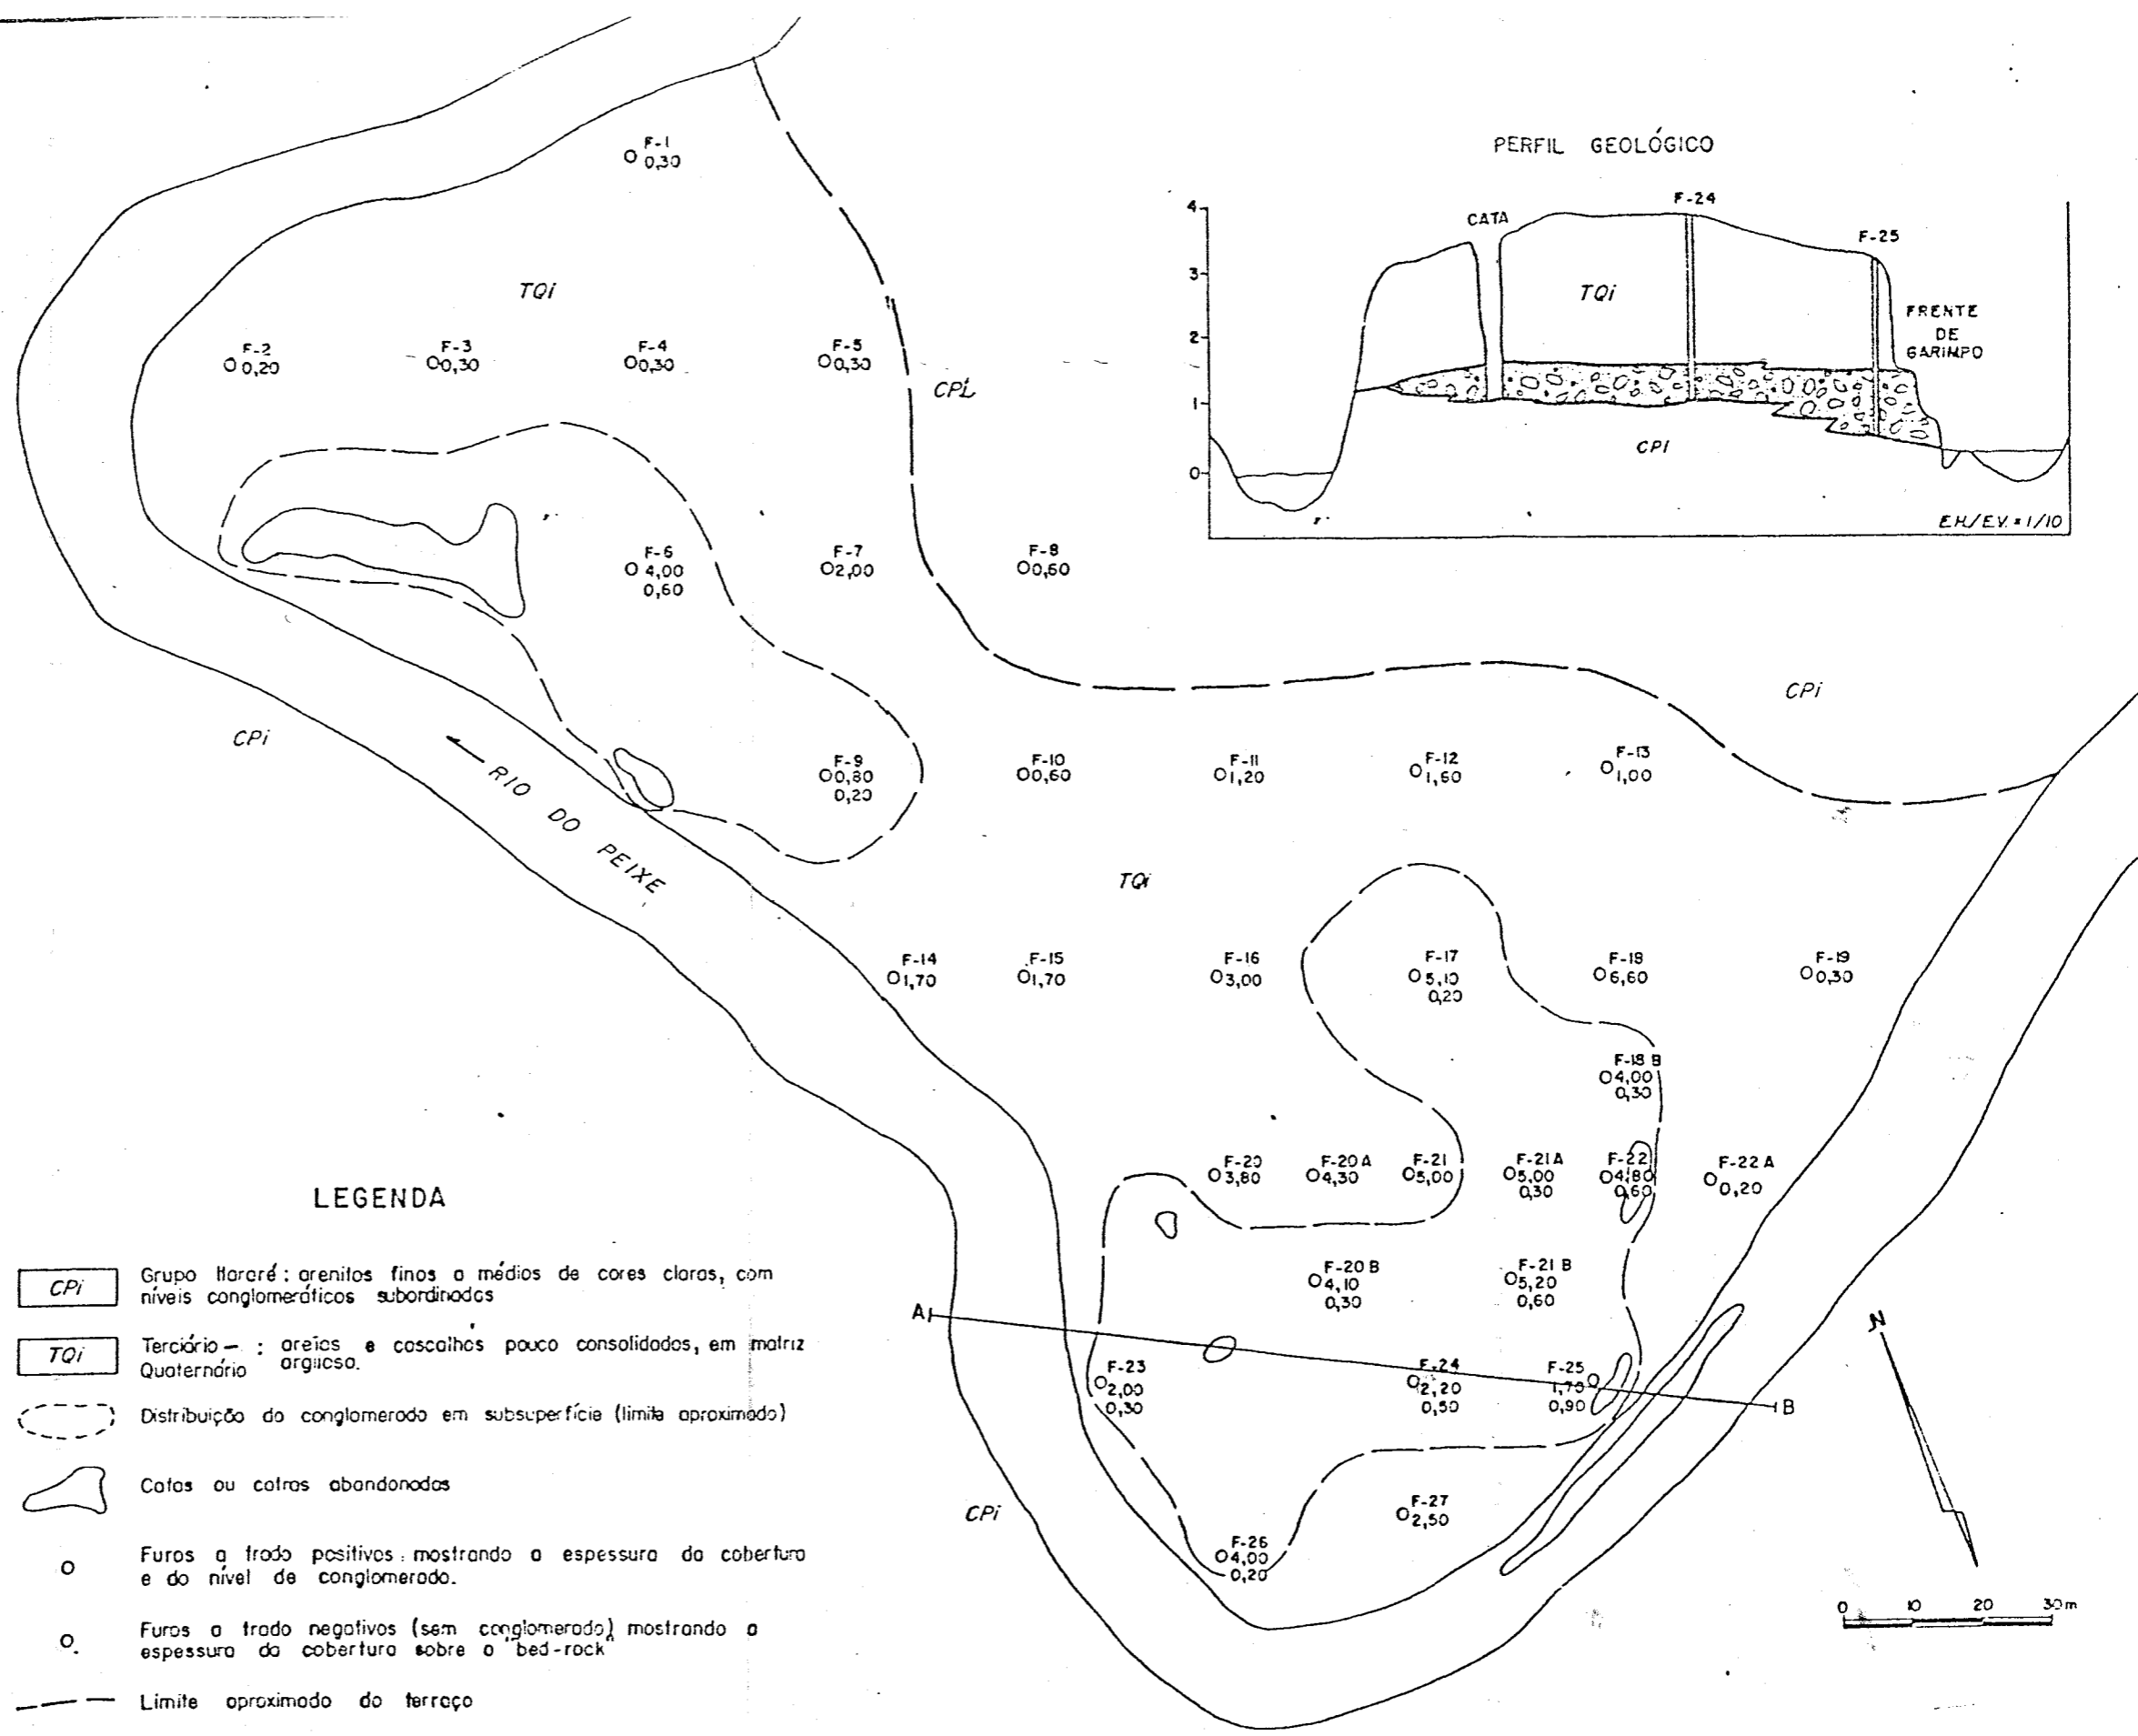 PERFIL GEOLÓGICO
F-24
CATA
F-25
4
3
2
1
0
TQi
FRENTE
DE
GARIMPO
CPi
E.H./E.V. = 1/10
F-1
0,30
TQi
F-2
0,20
F-3
0,30
F-4
0,30
F-5
0,30
CPi
F-6
4,00
0,60
F-7
2,00
F-8
0,60
CPi
CPi
RIO DO PEIXE
F-9
0,80
0,20
F-10
0,60
F-11
1,20
F-12
1,60
F-13
1,00
TQi
F-14
1,70
F-15
1,70
F-16
3,00
F-17
5,10
0,20
F-18
6,60
F-19
0,30
F-18 B
4,00
0,30
F-20
3,80
F-20 A
4,30
F-21
5,00
F-21 A
5,00
0,30
F-22
4,80
0,60
F-22 A
0,20
F-20 B
4,10
0,30
F-21 B
5,20
0,60
A
F-23
2,00
0,30
F-24
2,20
0,50
F-25
1,70
0,90
B
CPi
F-27
2,50
F-26
4,00
0,20
N
0 10 20 30m
LEGENDA
CPi
Grupo Itararé : arenitos finos a médios de cores claras, com
níveis conglomeráticos subordinados
TQi
Terciário — : areias e cascalhos pouco consolidados, em matriz
Quaternário argilosa.
Distribuição do conglomerado em subsuperfície (limite aproximado)
Catas ou catras abandonadas
Furos a trado positivos : mostrando a espessura da cobertura
e do nível de conglomerado.
Furos a trado negativos (sem conglomerado) mostrando a
espessura da cobertura sobre o "bed-rock"
Limite aproximado do terraço